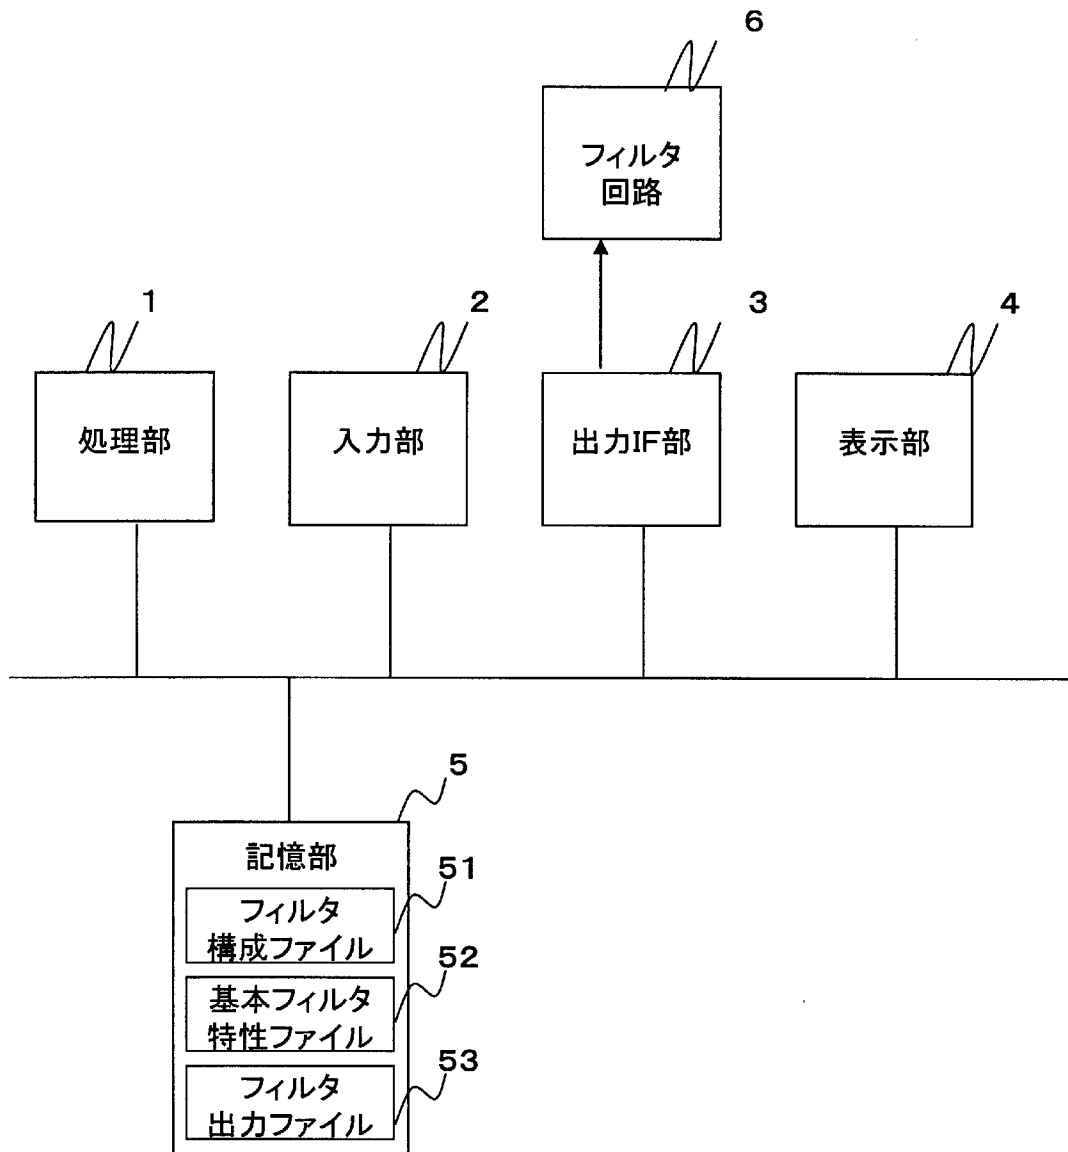 6
フィルタ
回路
1
2
3
4
処理部
入力部
出力IF部
表示部
5
記憶部
51
フィルタ
構成ファイル
52
基本フィルタ
特性ファイル
53
フィルタ
出力ファイル